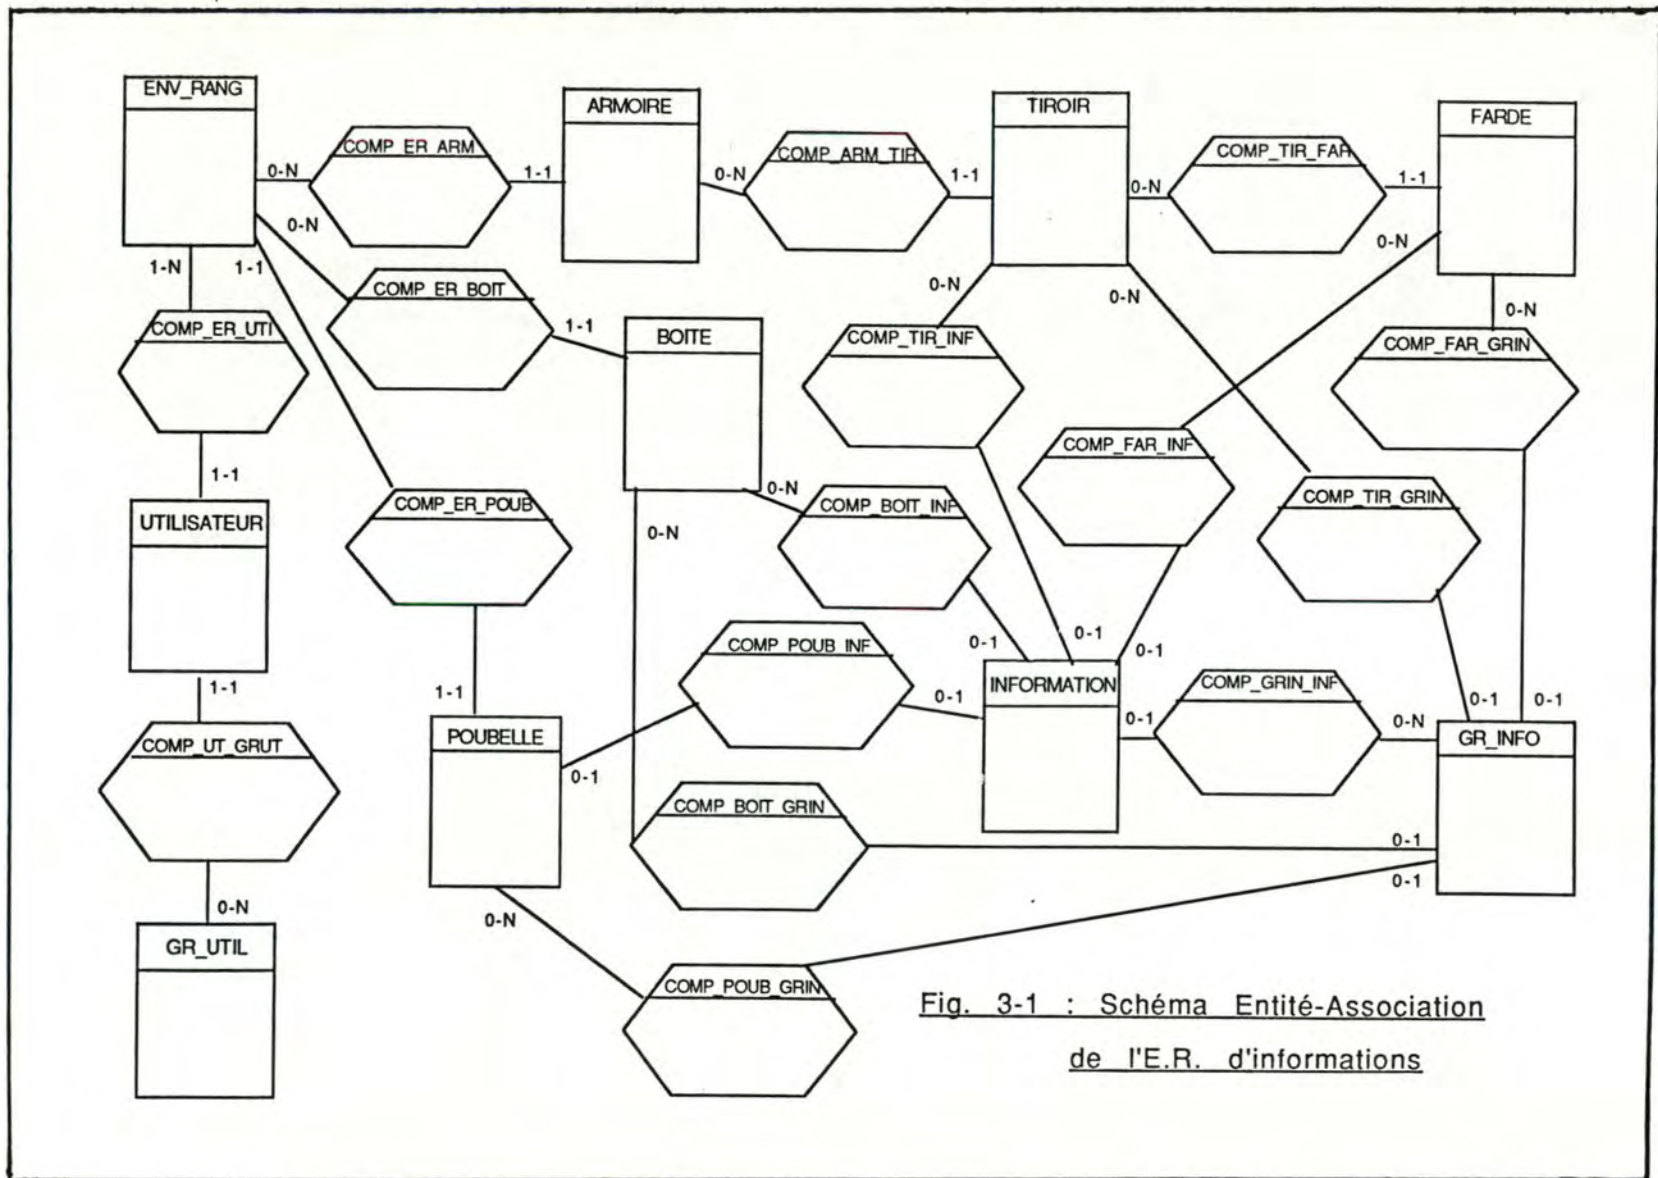 ENV_RANG
ARMOIRE
TIROIR
FARDE
COMP_ER_ARM
COMP_ARM_TIR
COMP_TIR_FAR
0-N
1-1
0-N
1-1
0-N
1-1
0-N
0-N
1-N
1-1
0-N
0-N
0-N
COMP_ER_BOIT
COMP_ER_UTI
1-1
BOITE
COMP_TIR_INF
COMP_FAR_GRIN
COMP_FAR_INF
1-1
COMP_ER_POUB
0-N
COMP_BOIT_INF
COMP_TIR_GRIN
UTILISATEUR
0-N
0-1
0-1
0-1
COMP_POUB_INF
1-1
1-1
0-1
INFORMATION
COMP_GRIN_INF
0-1
0-1
0-1
0-N
COMP_UT_GRUT
POUBELLE
GR_INFO
0-1
COMP_BOIT_GRIN
0-1
0-1
0-N
0-N
GR_UTIL
COMP_POUB_GRIN
Fig. 3-1 : Schéma Entité-Association
de l'E.R. d'informations